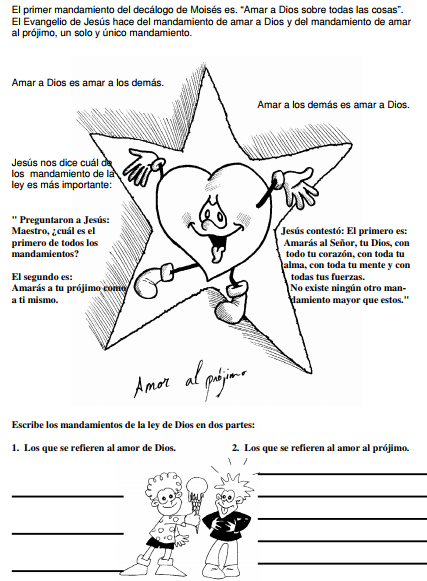 El primer mandamiento del decálogo de Moisés es. "Amar a Dios sobre todas las cosas".
El Evangelio de Jesús hace del mandamiento de amar a Dios y del mandamiento de amar
al prójimo, un solo y único mandamiento.
Amar a Dios es amar a los demás.
Amar a los demás es amar a Dios.
Jesús nos dice cuál de
los mandamiento de la
ley es más importante:
" Preguntaron a Jesús:
Maestro, ¿cuál es el
primero de todos los
mandamientos?
El segundo es:
Amarás a tu prójimo como
a ti mismo.
Jesús contestó: El primero es:
Amarás al Señor, tu Dios, con
todo tu corazón, con toda tu
alma, con toda tu mente y con
todas tus fuerzas.
No existe ningún otro man-
damiento mayor que estos."
Amor al prójimo
Escribe los mandamientos de la ley de Dios en dos partes:
1. Los que se refieren al amor de Dios.
2. Los que se refieren al amor al prójimo.